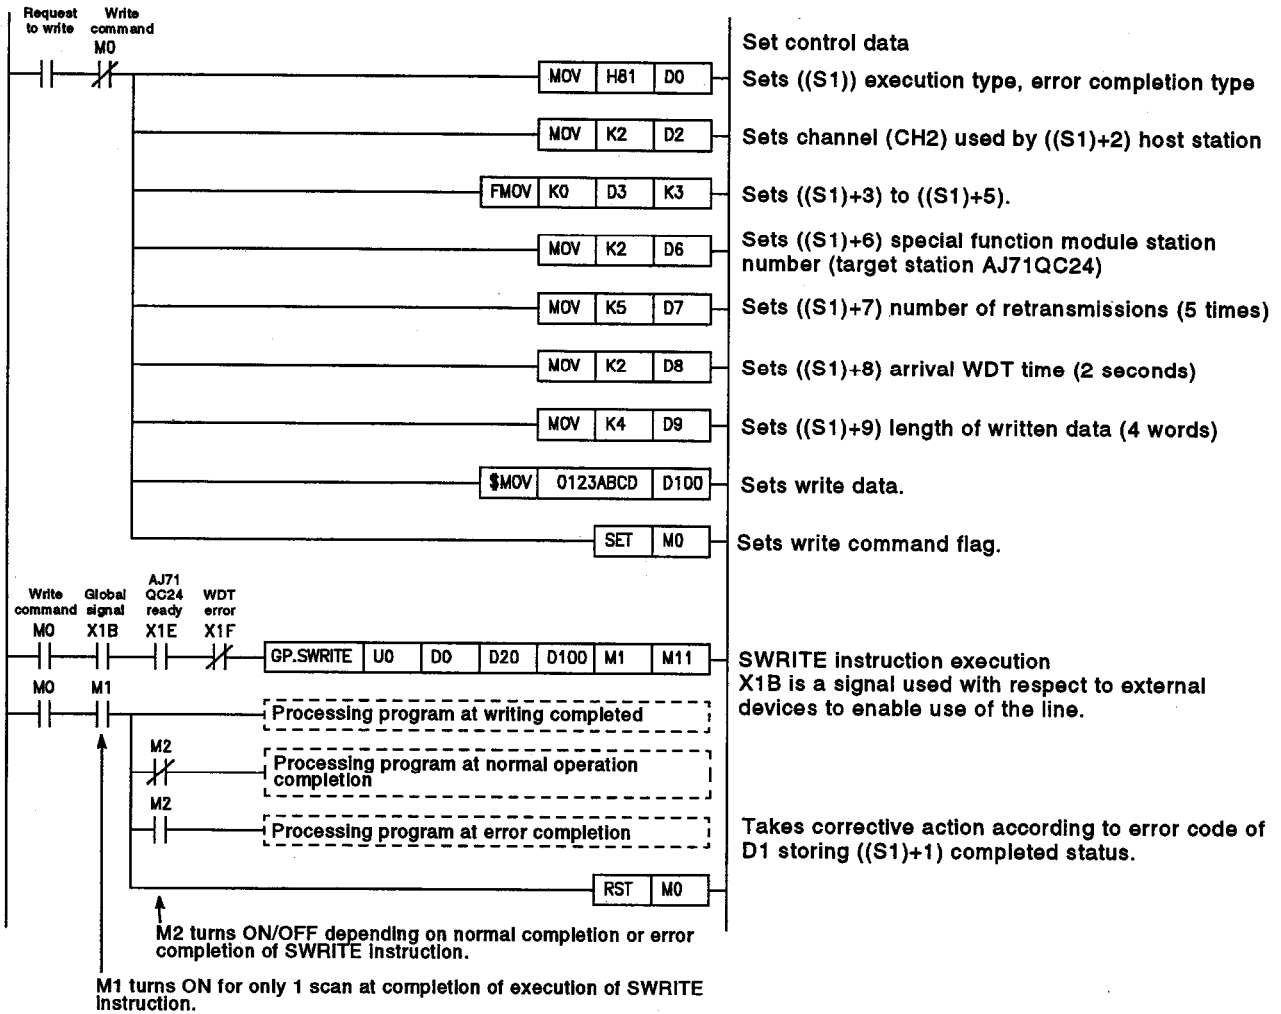 Request Write
to write command
M0
Set control data
MOV H81 D0 Sets ((S1)) execution type, error completion type
MOV K2 D2 Sets channel (CH2) used by ((S1)+2) host station
FMOV K0 D3 K3 Sets ((S1)+3) to ((S1)+5).
MOV K2 D6 Sets ((S1)+6) special function module station
number (target station AJ71QC24)
MOV K5 D7 Sets ((S1)+7) number of retransmissions (5 times)
MOV K2 D8 Sets ((S1)+8) arrival WDT time (2 seconds)
MOV K4 D9 Sets ((S1)+9) length of written data (4 words)
$MOV 0123ABCD D100 Sets write data.
SET M0 Sets write command flag.
AJ71
Write Global QC24 WDT
command signal ready error
M0 X1B X1E X1F
GP.SWRITE U0 D0 D20 D100 M1 M11 SWRITE instruction execution
X1B is a signal used with respect to external
devices to enable use of the line.
M0 M1
Processing program at writing completed
M2
Processing program at normal operation
completion
M2
Processing program at error completion
Takes corrective action according to error code of
D1 storing ((S1)+1) completed status.
RST M0
M2 turns ON/OFF depending on normal completion or error
completion of SWRITE instruction.
M1 turns ON for only 1 scan at completion of execution of SWRITE
instruction.